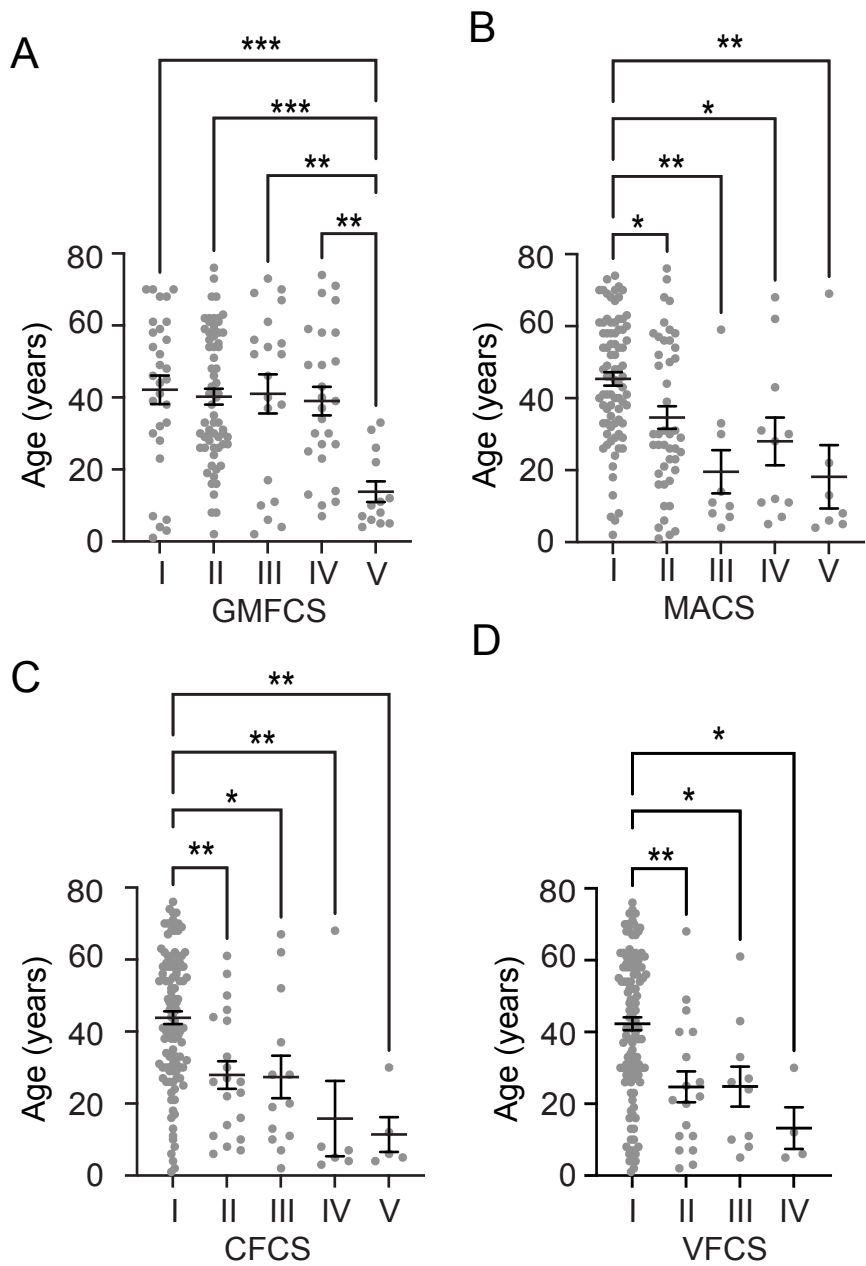 A
***
***
**
**
80
60
40
20
0
Age (years)
I II III IV V
GMFCS
B
**
*
**
*
80
60
40
20
0
Age (years)
I II III IV V
MACS
C
**
**
*
**
80
60
40
20
0
Age (years)
I II III IV V
CFCS
D
*
*
**
80
60
40
20
0
Age (years)
I II III IV
VFCS